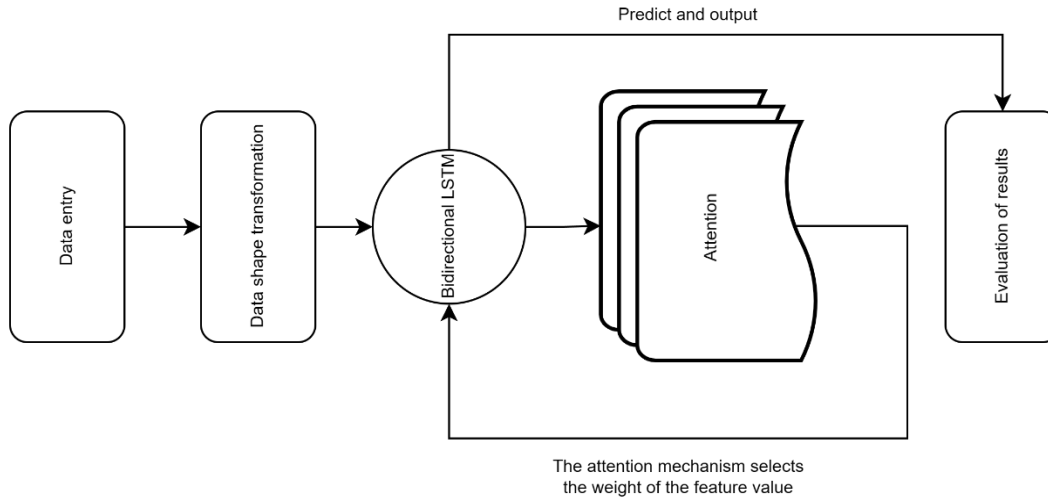 Predict and output
Data entry
Data shape transformation
Bidirectional LSTM
Attention
Evaluation of results
The attention mechanism selects
the weight of the feature value